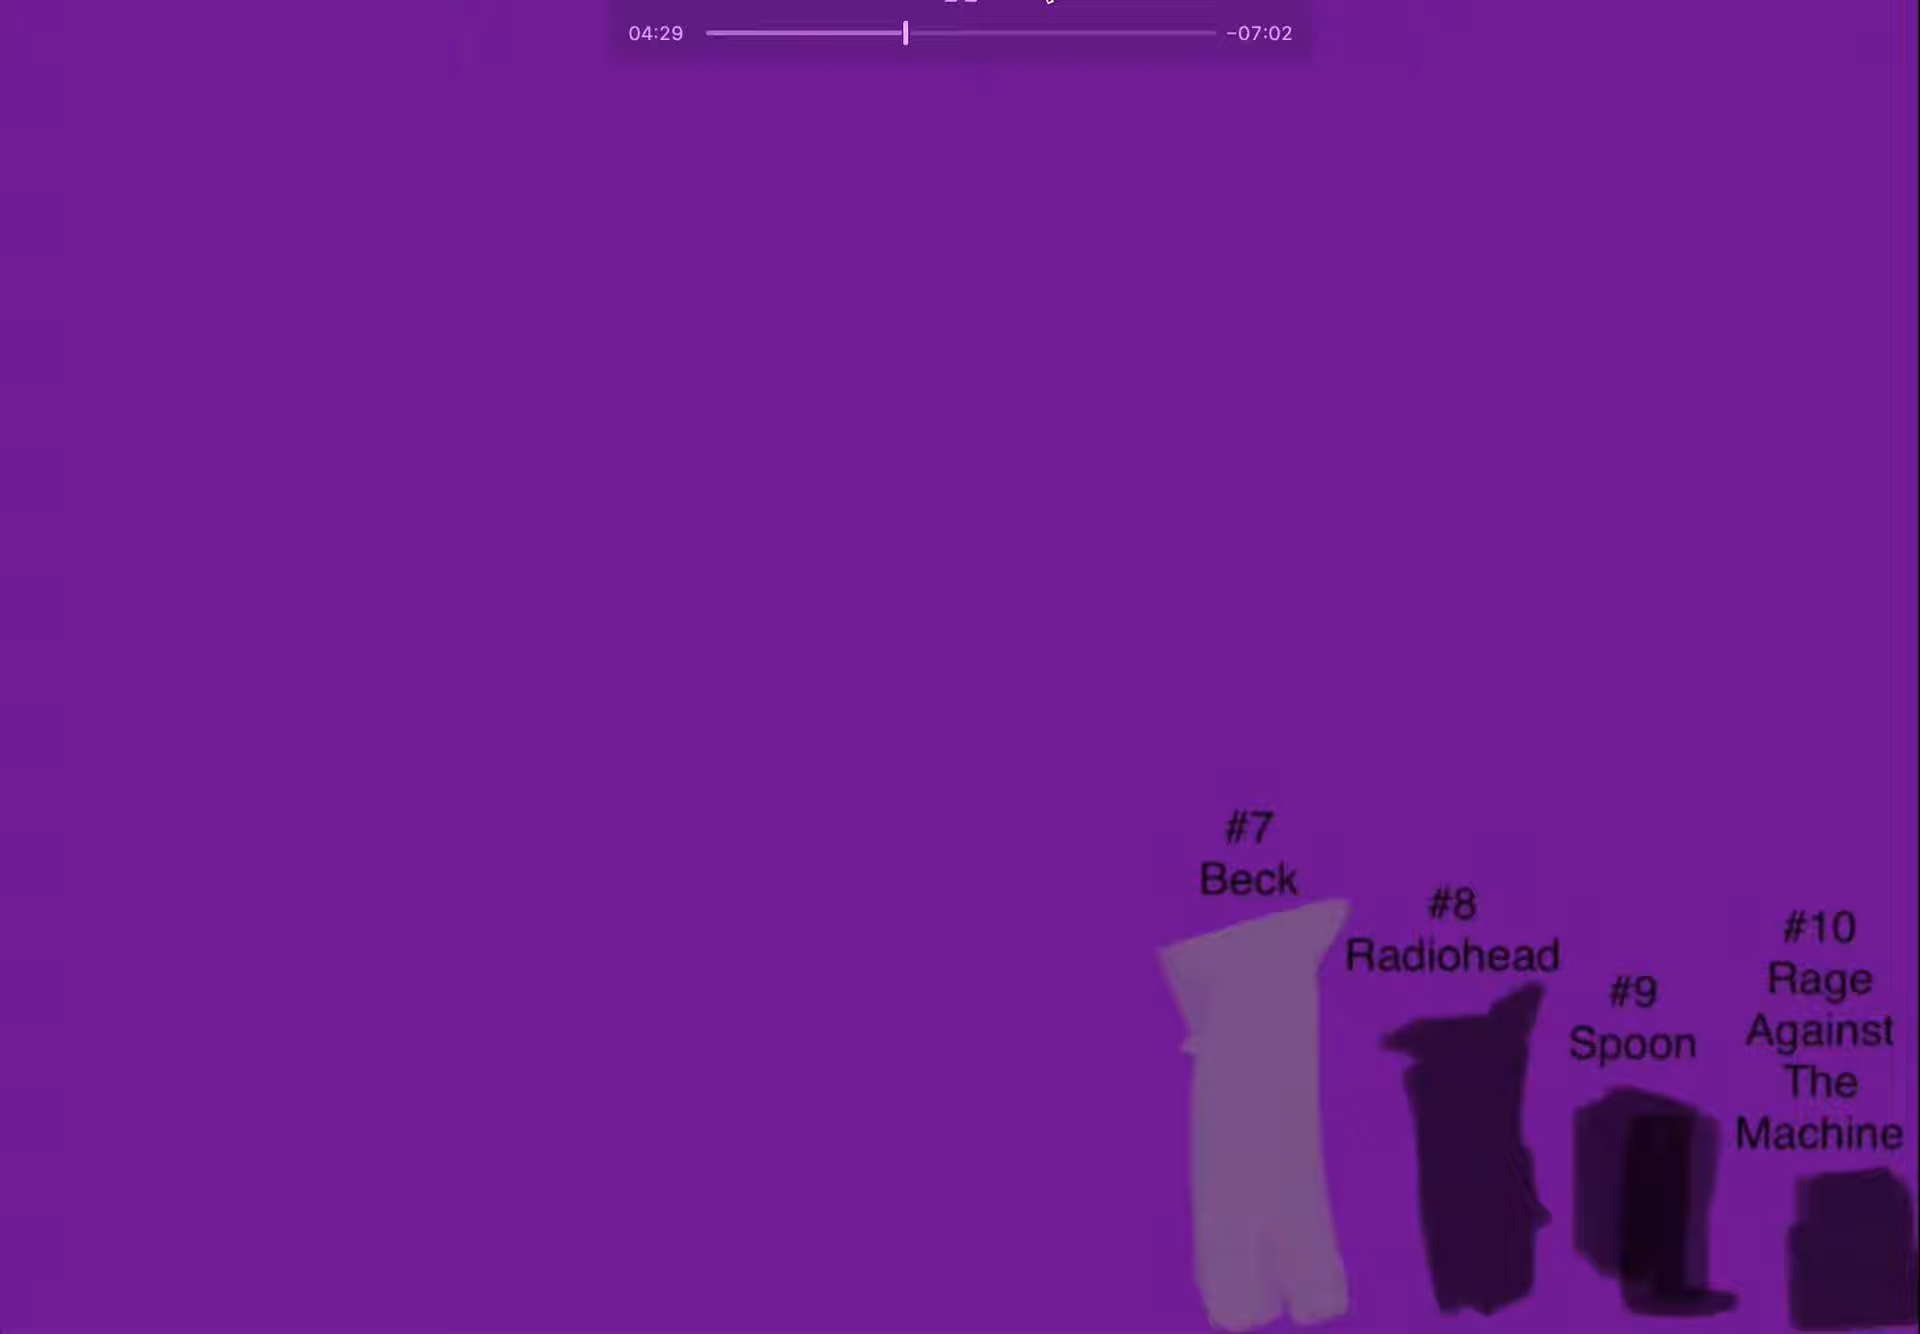 04:29 -07:02
#7
Beck
#8
Radiohead
#9
Spoon
#10
Rage
Against
The
Machine